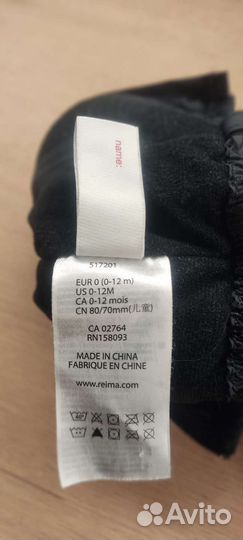 name:
517201
EUR 0 (0-12 m)
US 0-12M
CA 0-12 mois
CN 80/70mm(儿童)
CA 02764
RN158093
MADE IN CHINA
FABRIQUE EN CHINE
www.reima.com
Avito